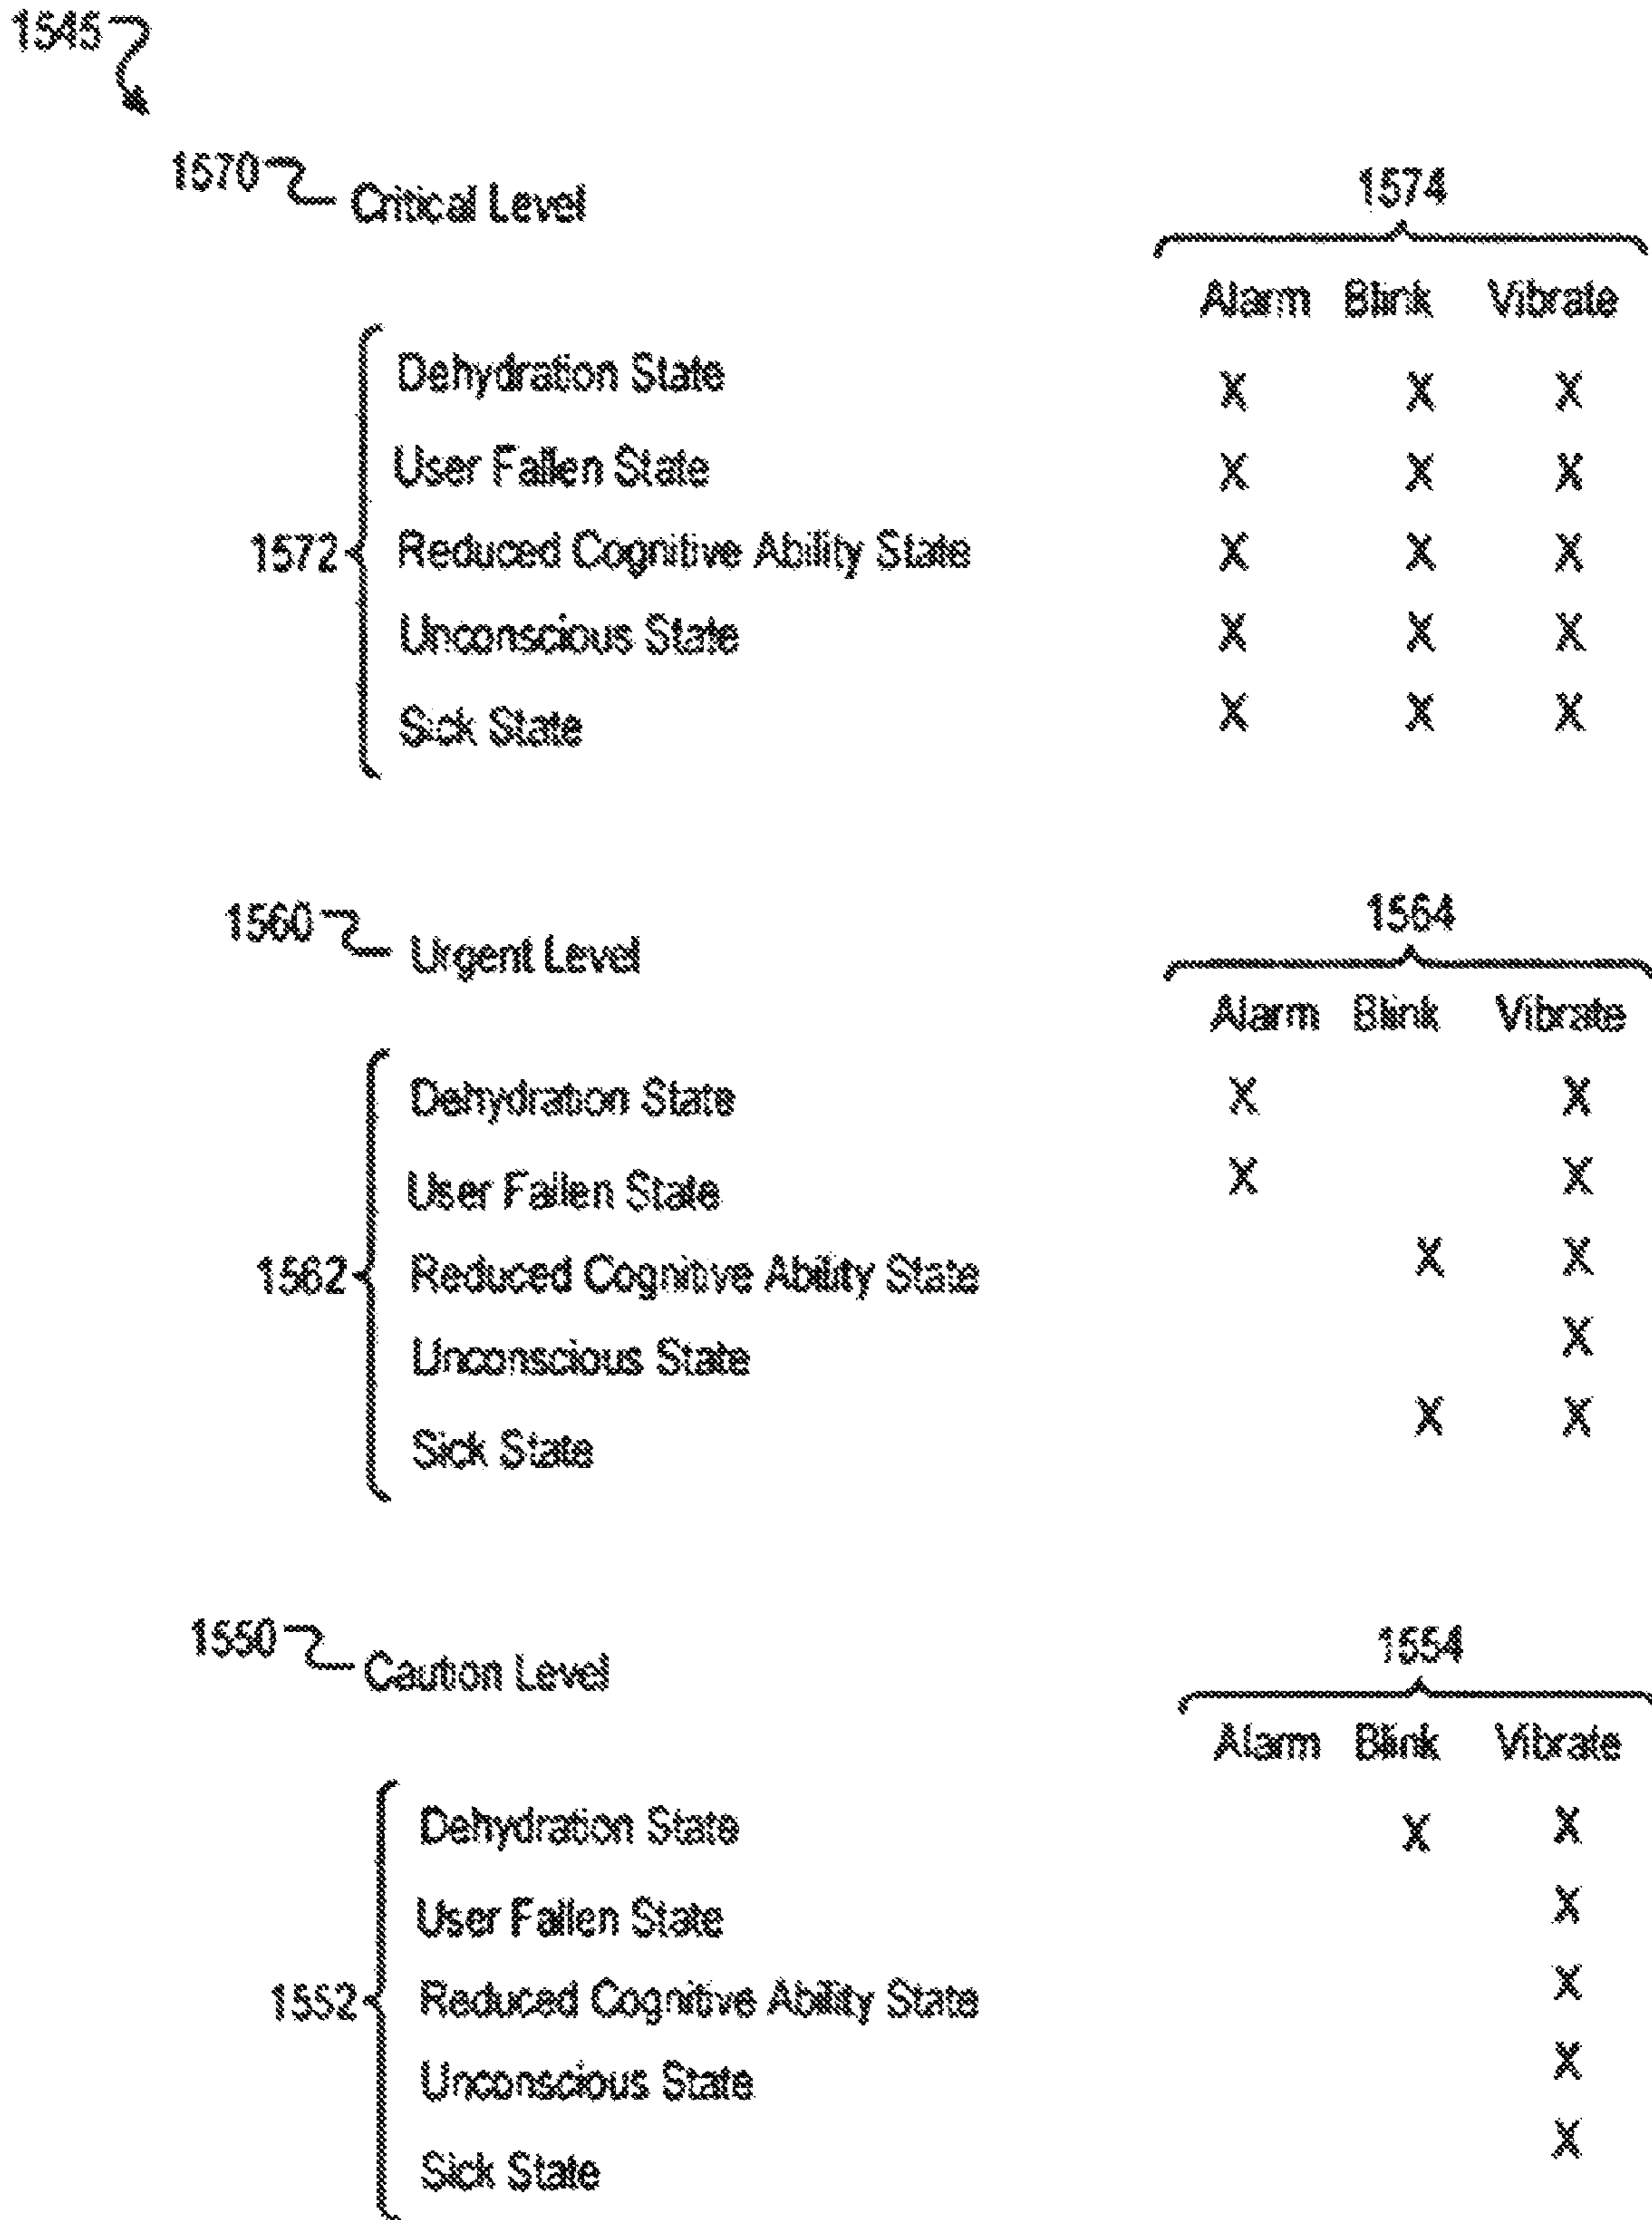 1545
1570 Critical Level
1574
Alarm Blink Vibrate
Dehydration State X X X
User Fallen State X X X
1572 Reduced Cognitive Ability State X X X
Unconscious State X X X
Sick State X X X
1560 Urgent Level
1564
Alarm Blink Vibrate
Dehydration State X X
User Fallen State X X
1562 Reduced Cognitive Ability State X X
Unconscious State X
Sick State X X
1550 Caution Level
1554
Alarm Blink Vibrate
Dehydration State X X
User Fallen State X
1552 Reduced Cognitive Ability State X
Unconscious State X
Sick State X